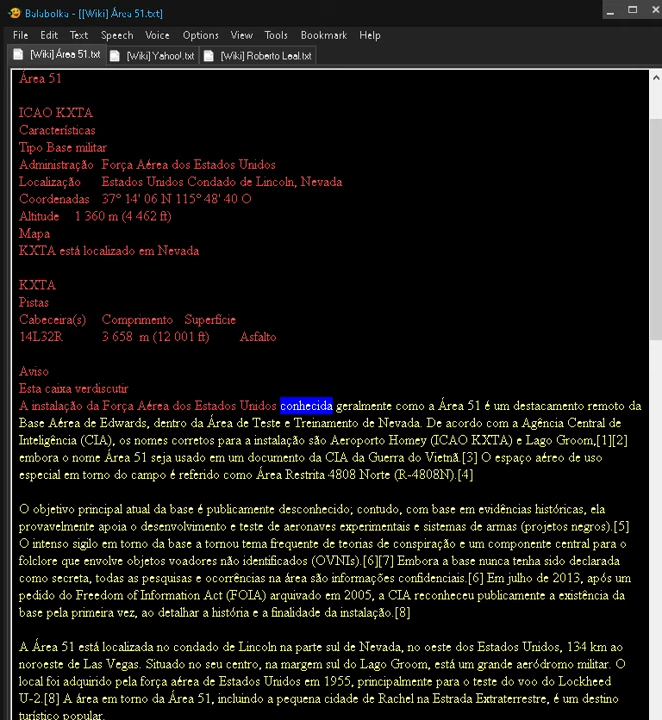 Balabolka - [[Wiki] Área 51.txt]
File Edit Text Speech Voice Options View Tools Bookmark Help
[Wiki] Área 51.txt [Wiki] Yahoo!.txt [Wiki] Roberto Leal.txt
Área 51
ICAO KXTA
Características
Tipo Base militar
Administração Força Aérea dos Estados Unidos
Localização Estados Unidos Condado de Lincoln, Nevada
Coordenadas 37° 14' 06 N 115° 48' 40 O
Altitude 1 360 m (4 462 ft)
Mapa
KXTA está localizado em Nevada
KXTA
Pistas
Cabeceira(s) Comprimento Superfície
14L32R 3 658 m (12 001 ft) Asfalto
Aviso
Esta caixa verdiscutir
A instalação da Força Aérea dos Estados Unidos conhecida geralmente como a Área 51 é um destacamento remoto da
Base Aérea de Edwards, dentro da Área de Teste e Treinamento de Nevada. De acordo com a Agência Central de
Inteligência (CIA), os nomes corretos para a instalação são Aeroporto Homey (ICAO KXTA) e Lago Groom,[1][2]
embora o nome Área 51 seja usado em um documento da CIA da Guerra do Vietnã.[3] O espaço aéreo de uso
especial em torno do campo é referido como Área Restrita 4808 Norte (R-4808N).[4]
O objetivo principal atual da base é publicamente desconhecido; contudo, com base em evidências históricas, ela
provavelmente apoia o desenvolvimento e teste de aeronaves experimentais e sistemas de armas (projetos negros).[5]
O intenso sigilo em torno da base a tornou tema frequente de teorias de conspiração e um componente central para o
folclore que envolve objetos voadores não identificados (OVNIs).[6][7] Embora a base nunca tenha sido declarada
como secreta, todas as pesquisas e ocorrências na área são informações confidenciais.[6] Em julho de 2013, após um
pedido do Freedom of Information Act (FOIA) arquivado em 2005, a CIA reconheceu publicamente a existência da
base pela primeira vez, ao detalhar a história e a finalidade da instalação.[8]
A Área 51 está localizada no condado de Lincoln na parte sul de Nevada, no oeste dos Estados Unidos, 134 km ao
noroeste de Las Vegas. Situado no seu centro, na margem sul do Lago Groom, está um grande aeródromo militar. O
local foi adquirido pela força aérea de Estados Unidos em 1955, principalmente para o teste do voo do Lockheed
U-2.[8] A área em torno da Área 51, incluindo a pequena cidade de Rachel na Estrada Extraterrestre, é um destino
turístico popular.